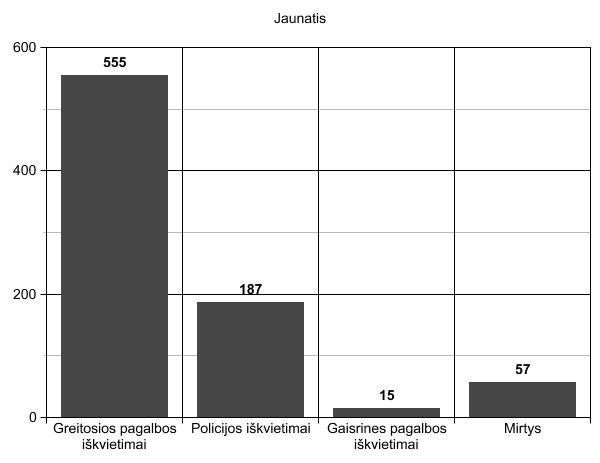 Jaunatis
600
400
200
0
555
187
15
57
Greitosios pagalbos
iškvietimai
Policijos iškvietimai
Gaisrines pagalbos
iškvietimai
Mirtys